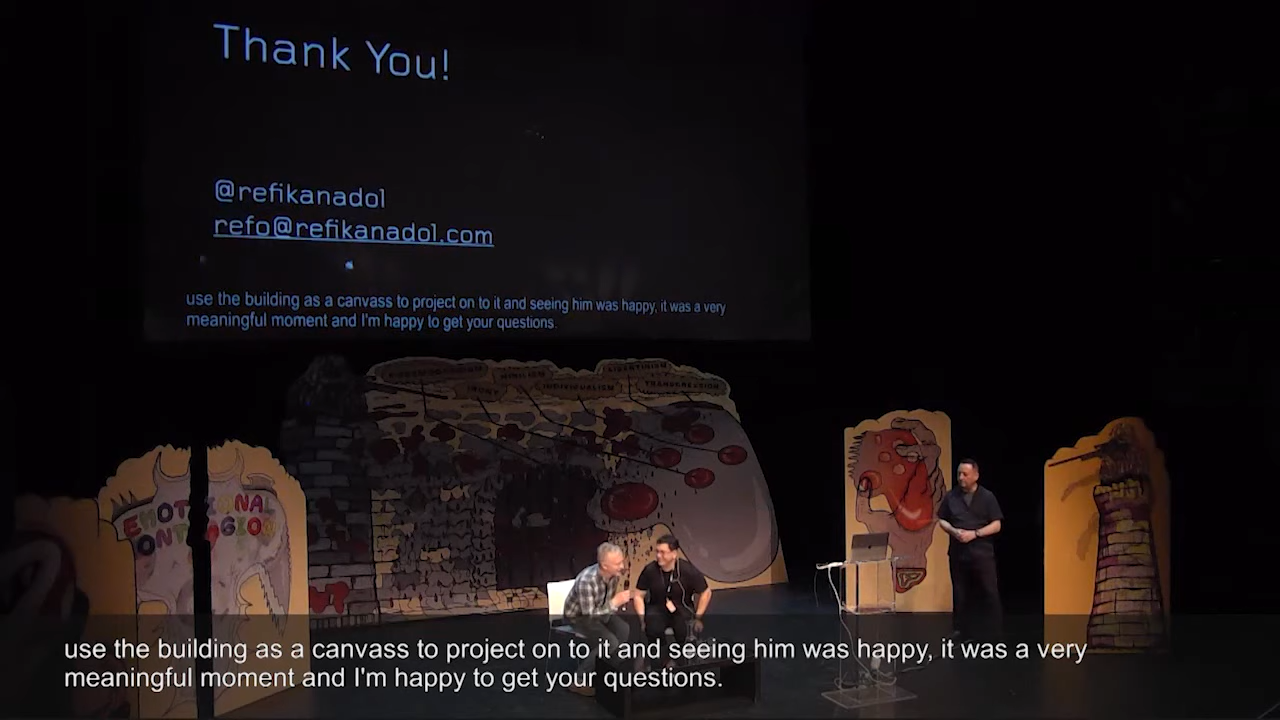 Thank You!
@refikanadol
refo@refikanadol.com
use the building as a canvass to project on to it and seeing him was happy, it was a very
meaningful moment and I'm happy to get your questions.
NIHILISM
LIBERTINISM
IRONY
INDIVIDUALISM
TRANSGRESSION
EMOTIONAL
CONTAGION
use the building as a canvass to project on to it and seeing him was happy, it was a very
meaningful moment and I'm happy to get your questions.